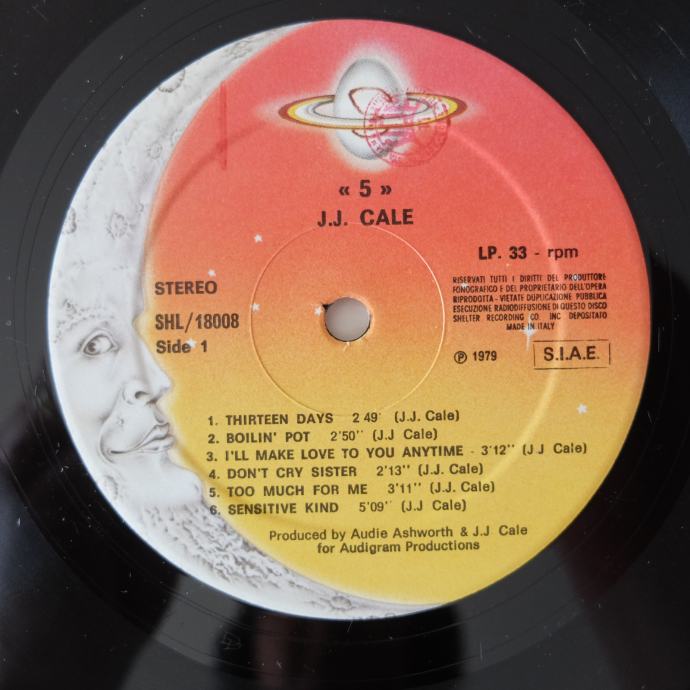 « 5 »
J.J. CALE
LP. 33 - rpm
STEREO
SHL/18008
Side 1
RISERVATI TUTTI I DIRITTI DEL PRODUTTORE
FONOGRAFICO E DEL PROPRIETARIO DELL'OPERA
RIPRODOTTA - VIETATE DUPLICAZIONE PUBBLICA
ESECUZIONE RADIODIFFUSIONE DI QUESTO DISCO
SHELTER RECORDING CO. INC DEPOSITATO
MADE IN ITALY
Ⓟ 1979
S.I.A.E.
1. THIRTEEN DAYS 2 49' (J.J. Cale)
2. BOILIN' POT 2'50'' (J.J Cale)
3. I'LL MAKE LOVE TO YOU ANYTIME - 3'12'' (J.J Cale)
4. DON'T CRY SISTER 2'13'' (J.J. Cale)
5. TOO MUCH FOR ME 3'11'' (J.J. Cale)
6. SENSITIVE KIND 5'09'' (J.J Cale)
Produced by Audie Ashworth & J.J Cale
for Audigram Productions